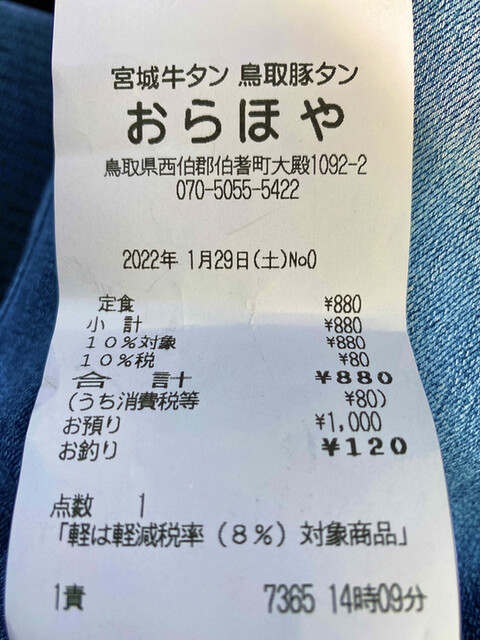 宮城牛タン 鳥取豚タン
おらほや
鳥取県西伯郡伯耆町大殿1092-2
070-5055-5422
2022年 1月29日(土)No0
定食 ¥880
小 計 ¥880
10%対象 ¥880
10%税 ¥80
合 計 ¥880
(うち消費税等 ¥80)
お預り ¥1,000
お釣り ¥120
点数 1
「軽は軽減税率(8%)対象商品」
1責 7365 14時09分